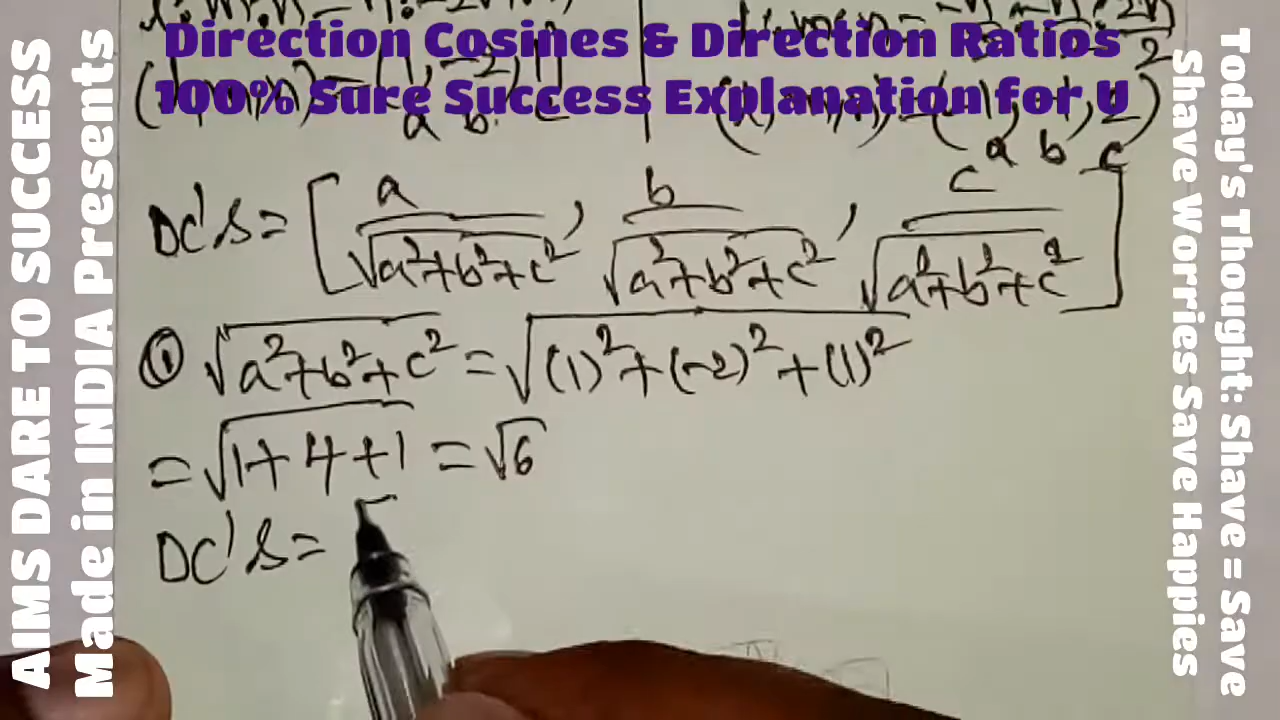 Direction Cosines & Direction Ratios
100% Sure Success Explanation for U
AIMS DARE TO SUCCESS
Made in INDIA Presents
Today's Thought: Shave = Save
Shave Worries Save Happies
a b c
a b c
DC's = [a/√(a²+b²+c²), b/√(a²+b²+c²), c/√(a²+b²+c²)]
① √(a²+b²+c²) = √((1)²+(-2)²+(1)²)
= √(1+4+1) = √6
DC's =